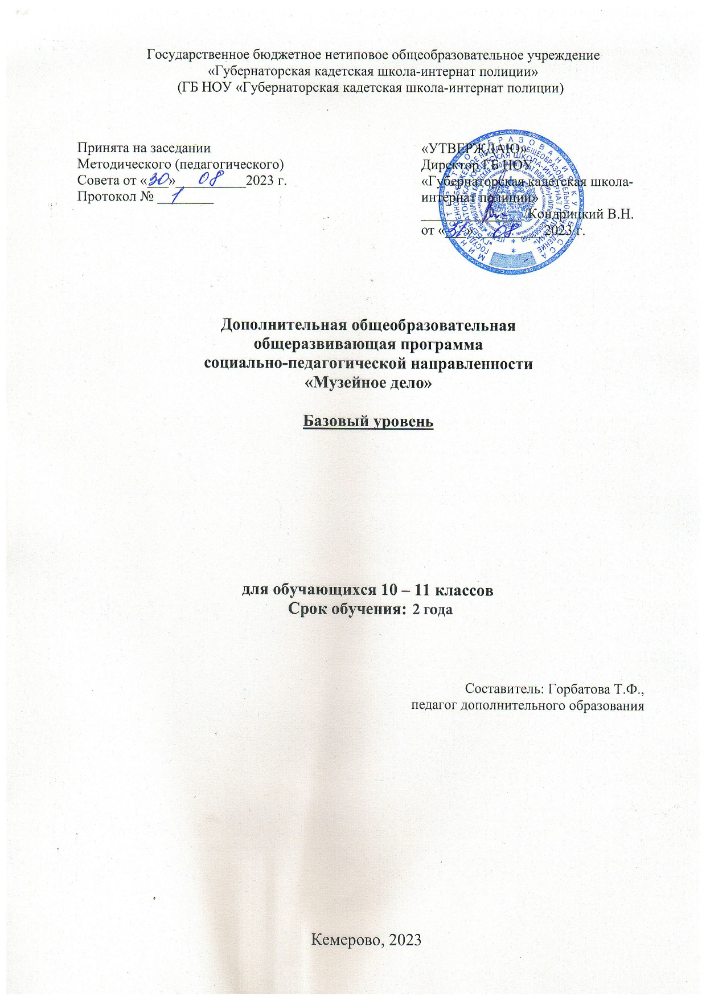 Государственное бюджетное нетиповое общеобразовательное учреждение
«Губернаторская кадетская школа-интернат полиции»
(ГБ НОУ «Губернаторская кадетская школа-интернат полиции)
Принята на заседании
Методического (педагогического)
Совета от «30» 08 2023 г.
Протокол № 1
«УТВЕРЖДАЮ»
Директор ГБ НОУ
«Губернаторская кадетская школа-
интернат полиции»
/Кондрицкий В.Н.
от «31» 08 2023 г.
Дополнительная общеобразовательная
общеразвивающая программа
социально-педагогической направленности
«Музейное дело»
Базовый уровень
для обучающихся 10 – 11 классов
Срок обучения: 2 года
Составитель: Горбатова Т.Ф.,
педагог дополнительного образования
Кемерово, 2023